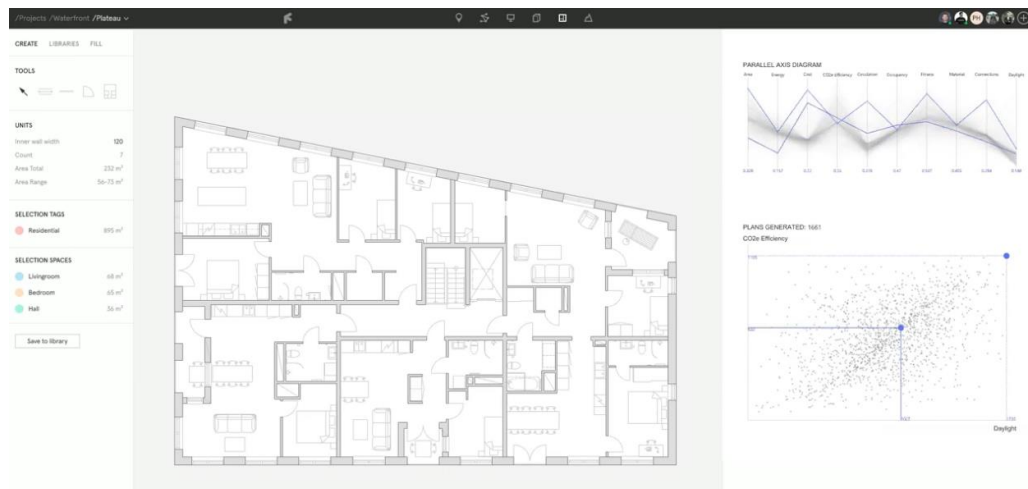 /Projects /Waterfront /Plateau
PH
CREATE LIBRARIES FILL
TOOLS
UNITS
Inner wall width 120
Count 7
Area Total 232 m²
Area Range 56-73 m²
SELECTION TAGS
Residential 895 m²
SELECTION SPACES
Livingroom 68 m²
Bedroom 65 m²
Hall 36 m²
Save to library
PARALLEL AXIS DIAGRAM
Area Energy Cost CO2e Efficiency Circulation Occupancy Fitness Material Connections Daylight
PLANS GENERATED: 1661
CO2e Efficiency
Daylight